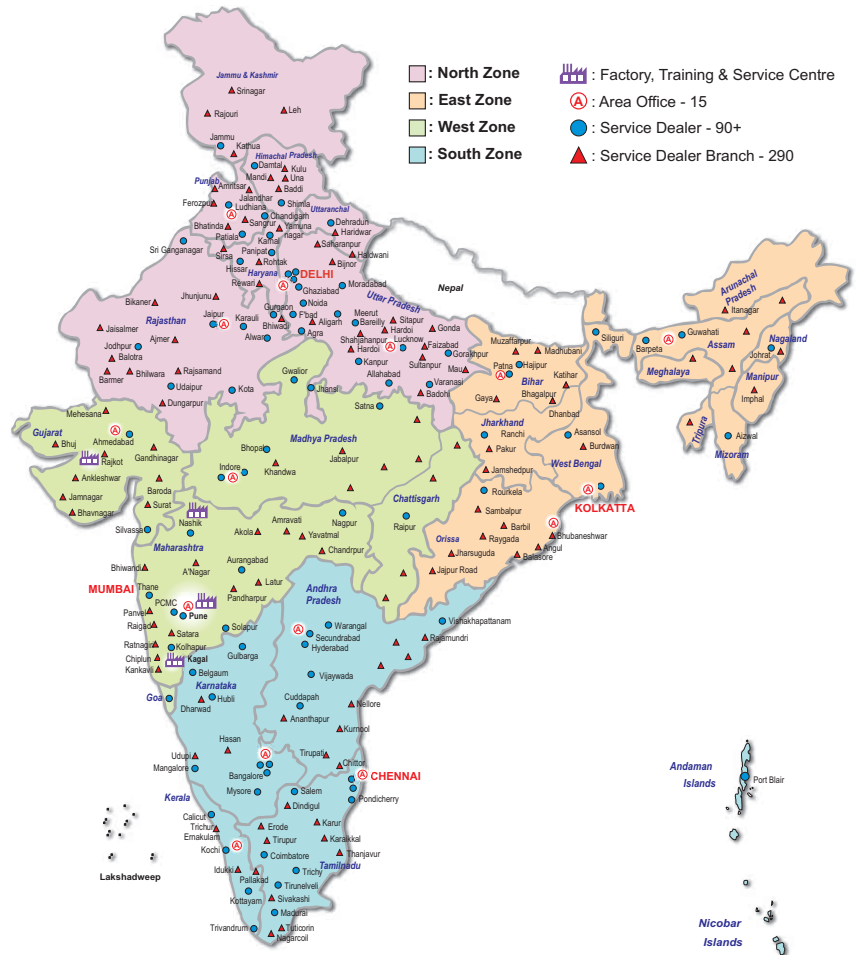 : North Zone
: East Zone
: West Zone
: South Zone
: Factory, Training & Service Centre
A : Area Office - 15
: Service Dealer - 90+
: Service Dealer Branch - 290
Jammu & Kashmir
Srinagar
Rajouri
Leh
Jammu
Kathua
Himachal Pradesh
Damtal
Kulu
Mandi
Una
Baddi
Punjab
Amritsar
Jalandhar
Ferozpur
Ludhiana
Shimla
A
Chandigarh
Uttaranchal
Bhatinda
Sangrur
Yamuna
nagar
Dehradun
Haridwar
Patiala
Karnal
Saharanpur
Sri Ganganagar
Sirsa
Panipat
Haldwani
Hissar
Rohtak
Bijnor
Haryana
DELHI
Rewari
A
Ghaziabad
Moradabad
Nepal
Uttar Pradesh
Bikaner
Jhunjunu
Noida
Gurgaon
F'bad
Meerut
Sitapur
Rajasthan
Jaipur
A
Karauli
Bhiwadi
Aligarh
Bareilly
Hardoi
Gonda
Jaisalmer
Ajmer
Alwar
Agra
Shahjahanpur
A
Lucknow
Faizabad
Jodhpur
Hardoi
Gorakhpur
Balotra
Kanpur
Sultanpur
Mau
Barmer
Bhilwara
Rajsamand
Allahabad
Varanasi
Udaipur
Kota
Gwalior
Jhansi
Badohi
Dungarpur
Satna
Muzaffarpur
Madhubani
A
Patna
Hajipur
Bihar
Katihar
Gaya
Bhagalpur
Dhanbad
Siliguri
Arunachal
Pradesh
Itanagar
A
Guwahati
Barpeta
Assam
Nagaland
Johrat
Meghalaya
Manipur
Imphal
Tripura
Aizwal
Mizoram
Mehesana
Gujarat
A
Ahmedabad
Bhuj
Rajkot
Gandhinagar
Ankleshwar
Baroda
Jamnagar
Surat
Bhavnagar
Silvassa
Nashik
Madhya Pradesh
Bhopal
Jabalpur
Indore
A
Khandwa
Jharkhand
Ranchi
Pakur
Jamshedpur
Asansol
Burdwan
West Bengal
A
KOLKATTA
Chattisgarh
Raipur
Rourkela
Sambalpur
Barbil
A
Bhubaneshwar
Orissa
Raygada
Angul
Jharsuguda
Balasore
Jajpur Road
Amravati
Nagpur
Akola
Yavatmal
Maharashtra
Chandrpur
Aurangabad
Bhiwandi
A'Nagar
Latur
MUMBAI
Thane
PCMC
A
Pandharpur
Panvel
Pune
Raigad
Satara
Solapur
Ratnagiri
Kolhapur
Chiplun
Kagal
Kankavli
Gulbarga
Andhra
Pradesh
A
Warangal
Secundrabad
Hyderabad
Vishakhapattanam
Rajamundri
Vijaywada
Belgaum
Karnataka
Goa
Hubli
Dharwad
Cuddapah
Nellore
Ananthapur
Kurnool
Hasan
A
Tirupati
Udupi
Chittor
A
CHENNAI
Mangalore
Bangalore
Mysore
Salem
Pondicherry
Kerala
Dindigul
Calicut
Trichur
Erode
Karur
Ernakulam
Tirupur
Karaikkal
Kochi
A
Coimbatore
Thanjavur
Tamilnadu
Idukki
Pallakad
Trichy
Tirunelveli
Kottayam
Sivakashi
Madurai
Trivandrum
Tuticorin
Nagarcoil
Lakshadweep
Andaman
Islands
Port Blair
Nicobar
Islands